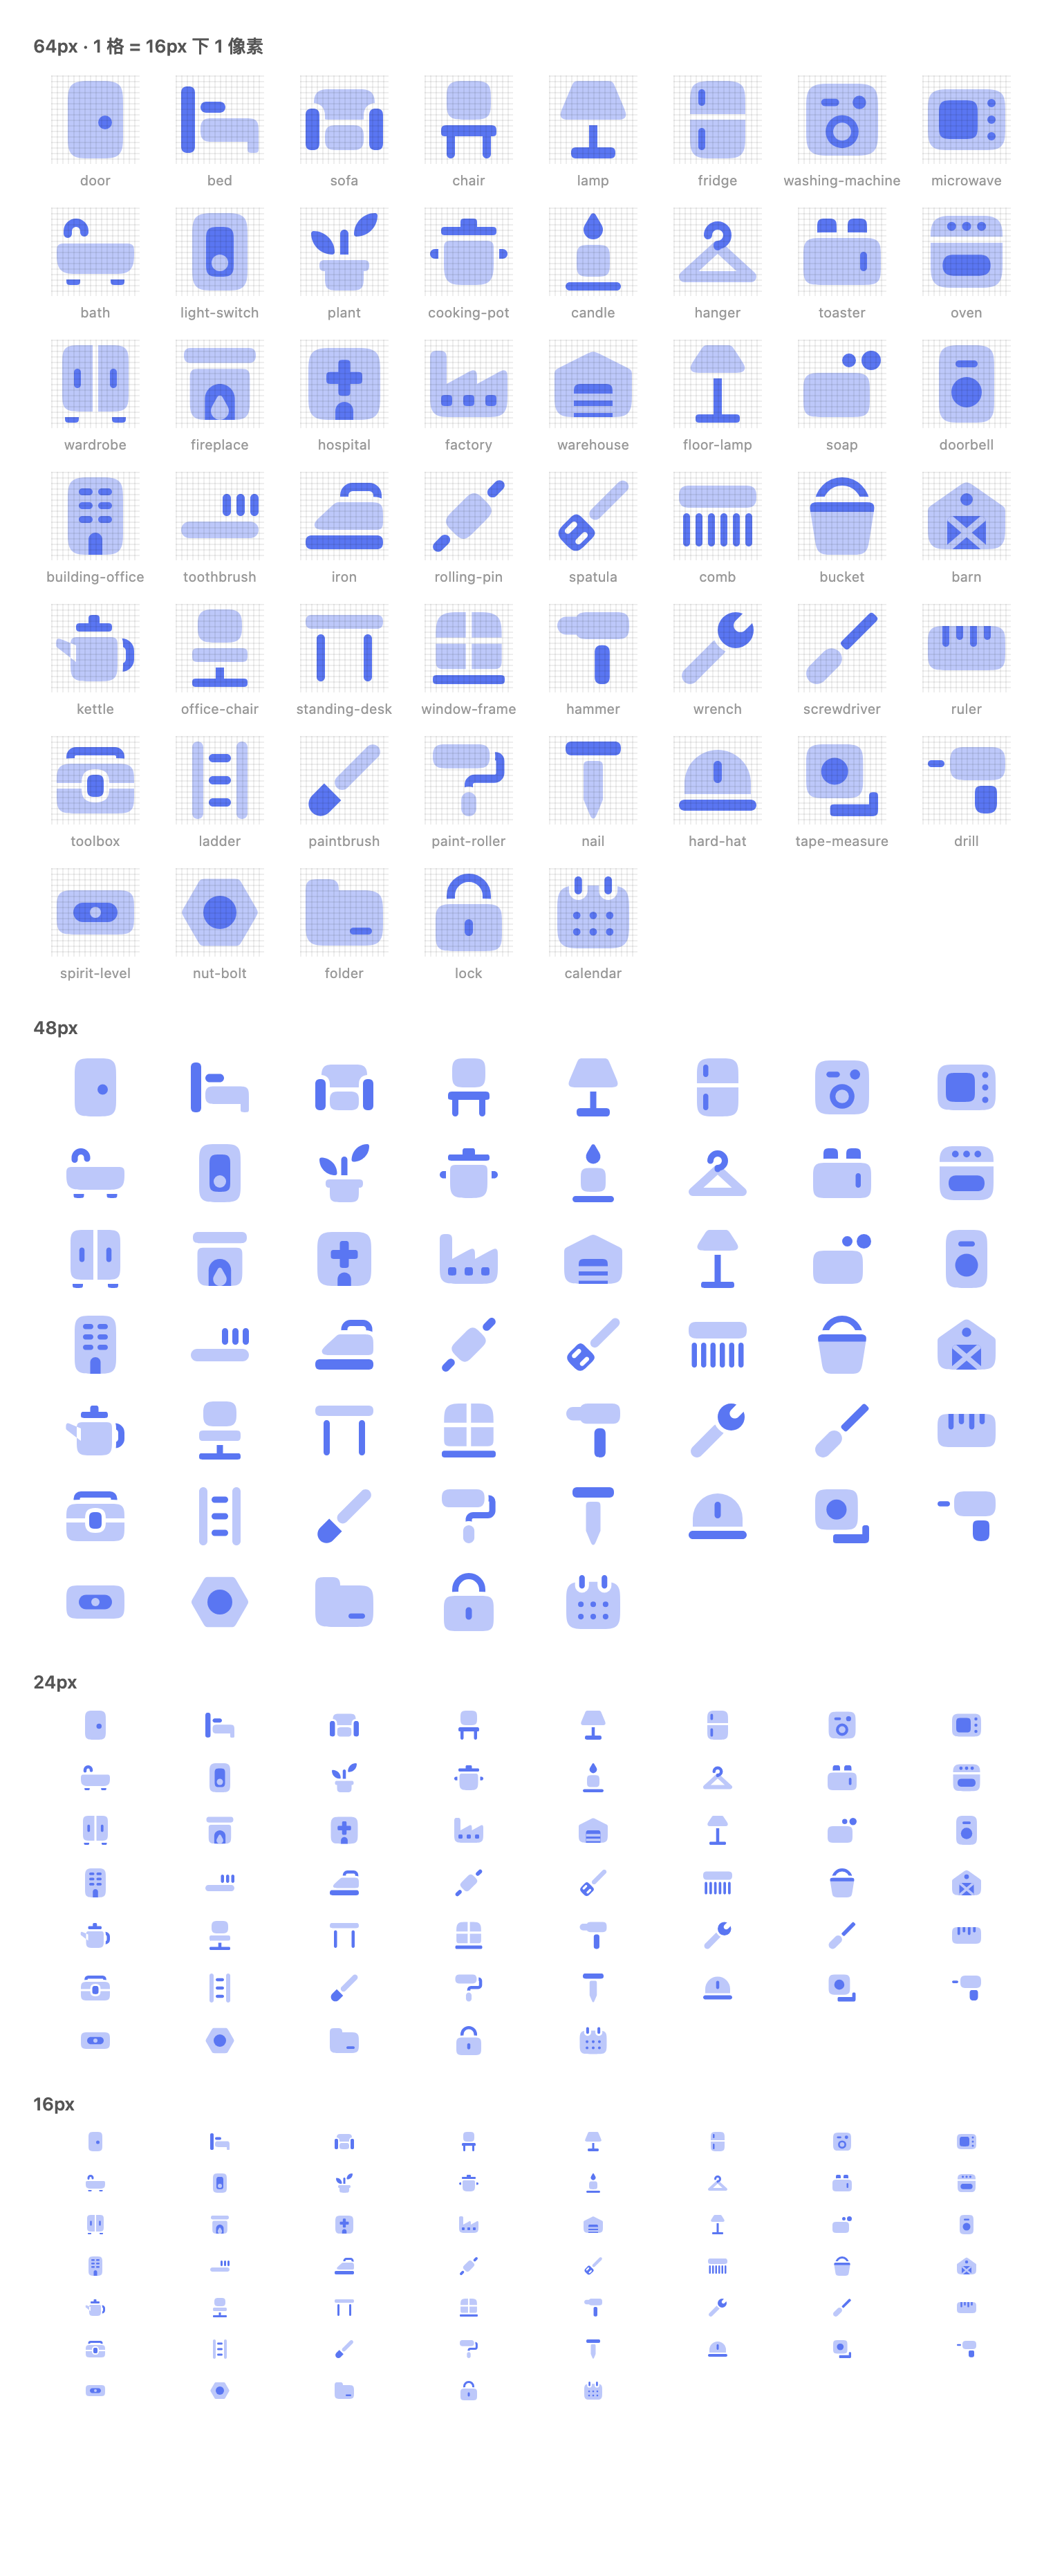 64px · 1 格 = 16px 下 1 像素
door bed sofa chair lamp fridge washing-machine microwave
bath light-switch plant cooking-pot candle hanger toaster oven
wardrobe fireplace hospital factory warehouse floor-lamp soap doorbell
building-office toothbrush iron rolling-pin spatula comb bucket barn
kettle office-chair standing-desk window-frame hammer wrench screwdriver ruler
toolbox ladder paintbrush paint-roller nail hard-hat tape-measure drill
spirit-level nut-bolt folder lock calendar
48px
24px
16px